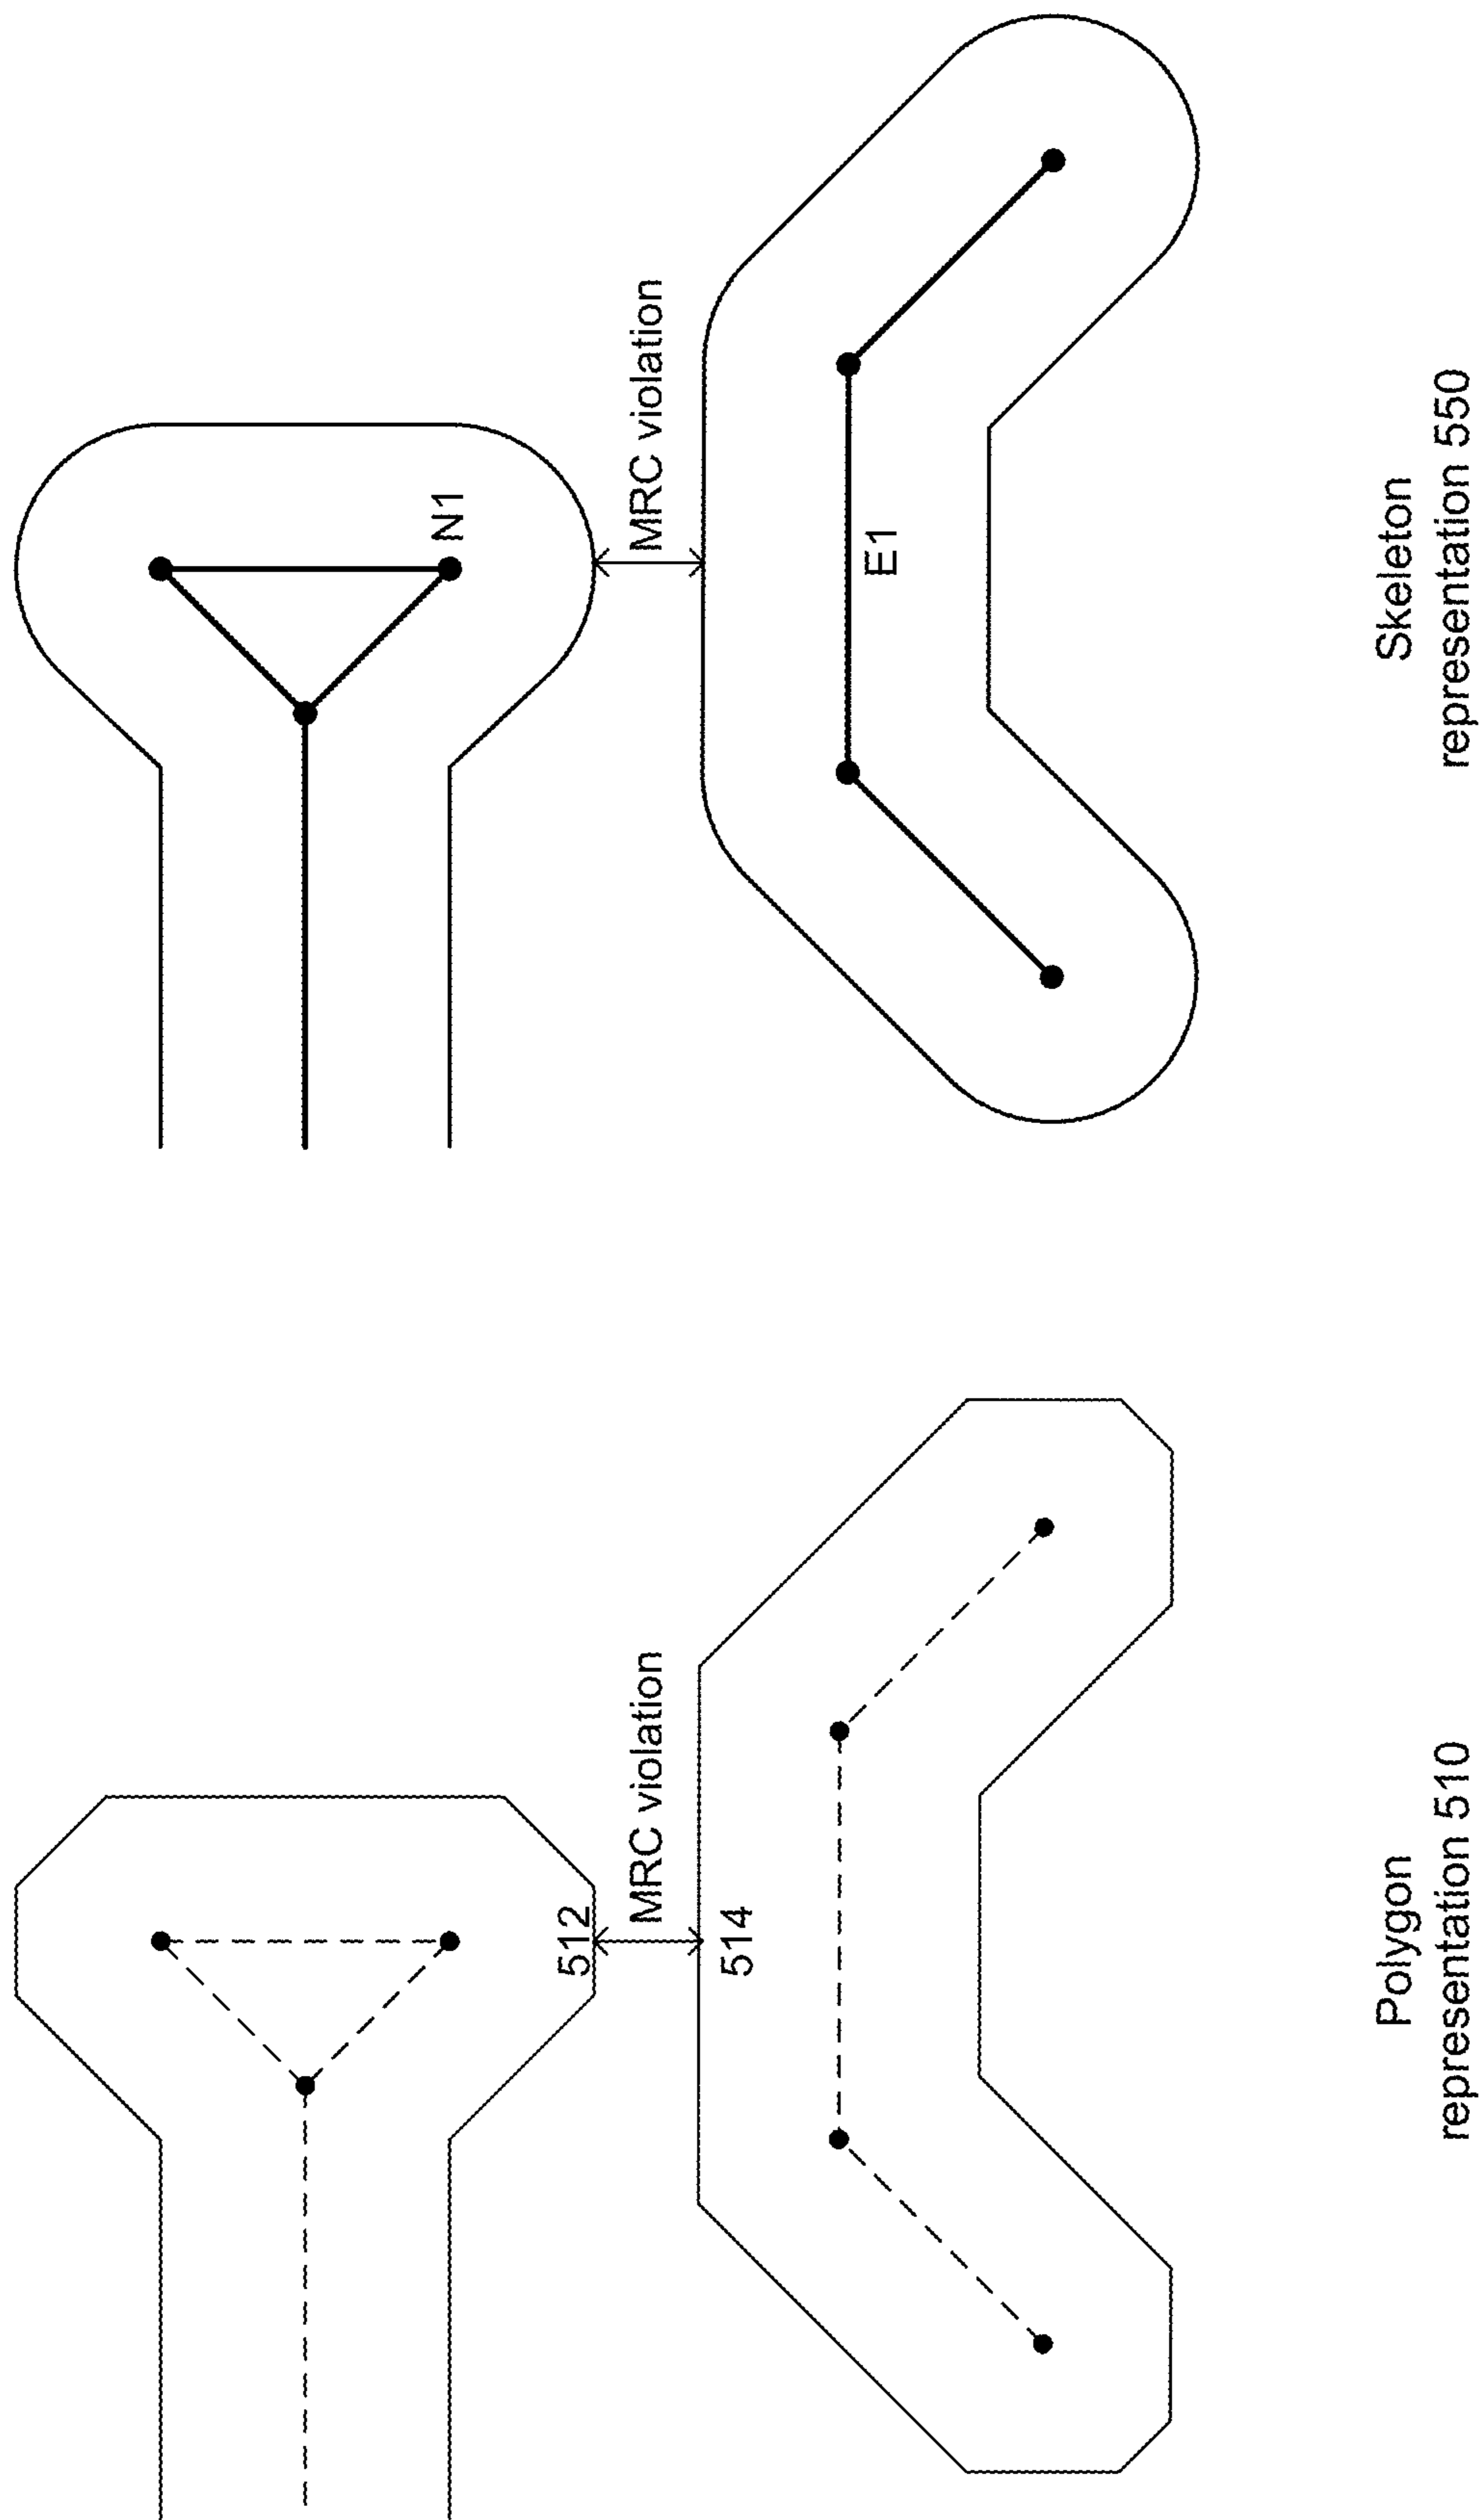 512
MRC violation
514
Polygon
representation 510
N1
MRC violation
E1
Skeleton
representation 550